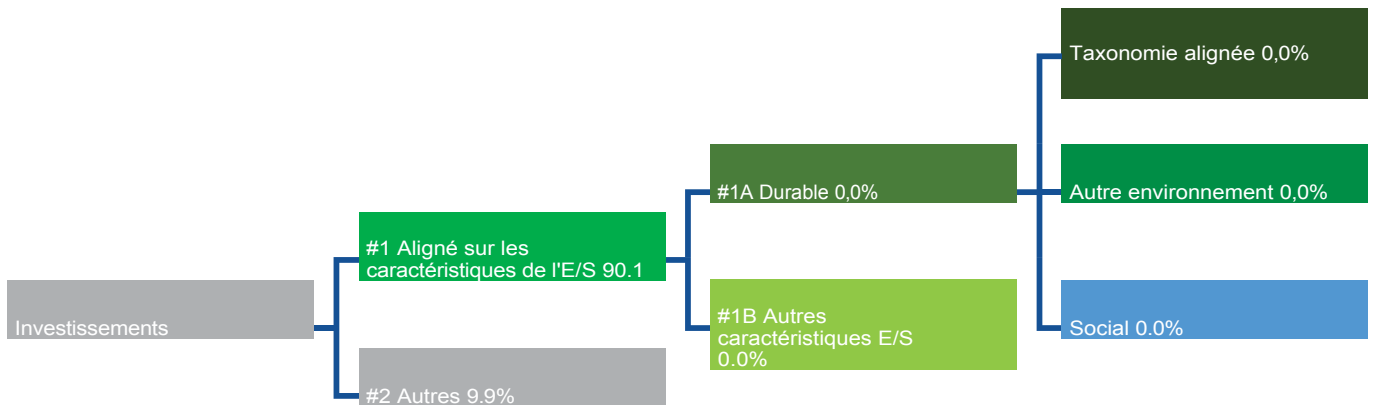 Taxonomie alignée 0,0%
#1A Durable 0,0%
Autre environnement 0,0%
#1 Aligné sur les
caractéristiques de l'E/S 90.1
Investissements
#1B Autres
caractéristiques E/S
0.0%
Social 0.0%
#2 Autres 9.9%